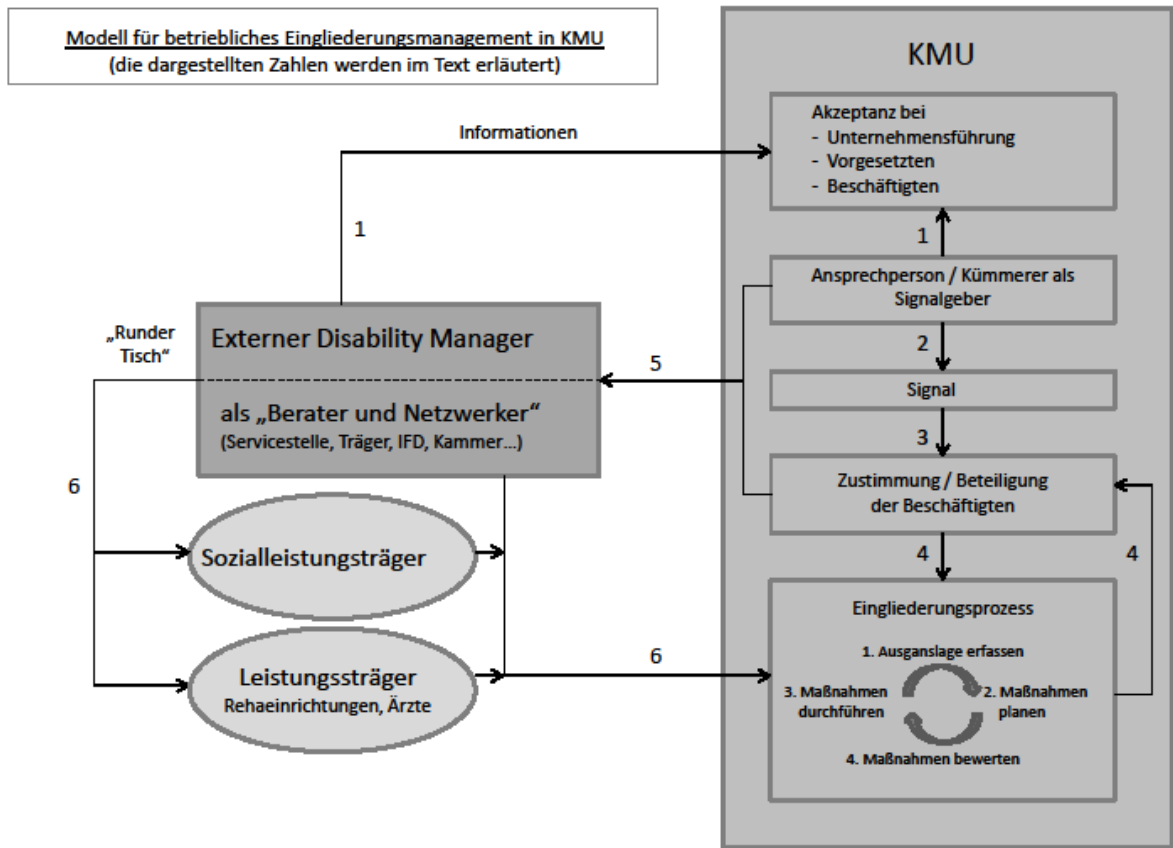 Modell für betriebliches Eingliederungsmanagement in KMU
(die dargestellten Zahlen werden im Text erläutert)
KMU
Akzeptanz bei
- Unternehmensführung
- Vorgesetzten
- Beschäftigten
Informationen
1
1
Ansprechperson / Kümmerer als
Signalgeber
2
Signal
3
Zustimmung / Beteiligung
der Beschäftigten
„Runder
Tisch“
Externer Disability Manager
als „Berater und Netzwerker“
(Servicestelle, Träger, IFD, Kammer...)
5
6
Sozialleistungsträger
Leistungssträger
Rehaeinrichtungen, Ärzte
6
4
4
Eingliederungsprozess
1. Ausganslage erfassen
3. Maßnahmen
durchführen
2. Maßnahmen
planen
4. Maßnahmen bewerten